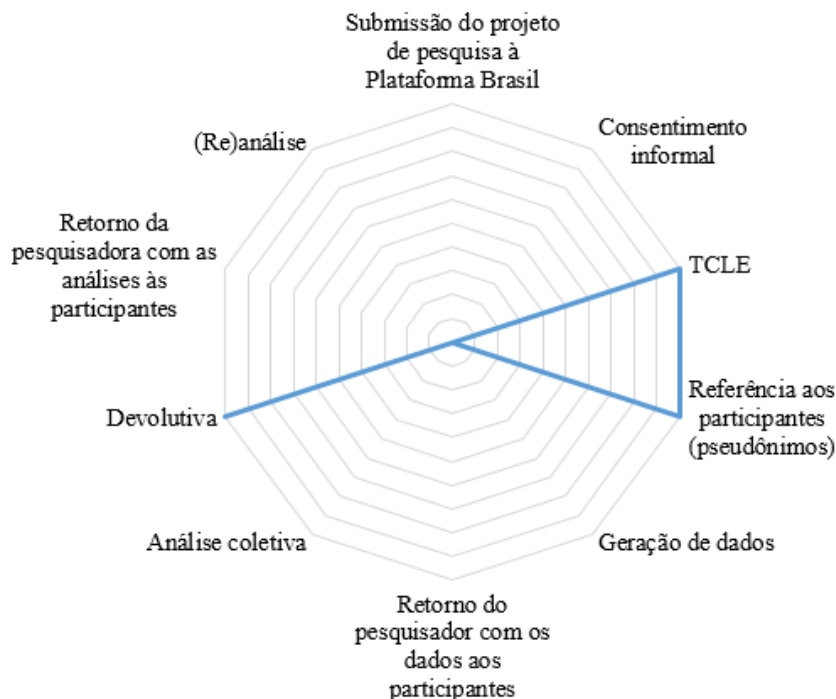 Submissão do projeto
de pesquisa à
Plataforma Brasil
Consentimento
informal
TCLE
Referência aos
participantes
(pseudônimos)
Geração de dados
Retorno do
pesquisador com os
dados aos
participantes
Análise coletiva
Devolutiva
Retorno da
pesquisadora com as
análises às
participantes
(Re)análise